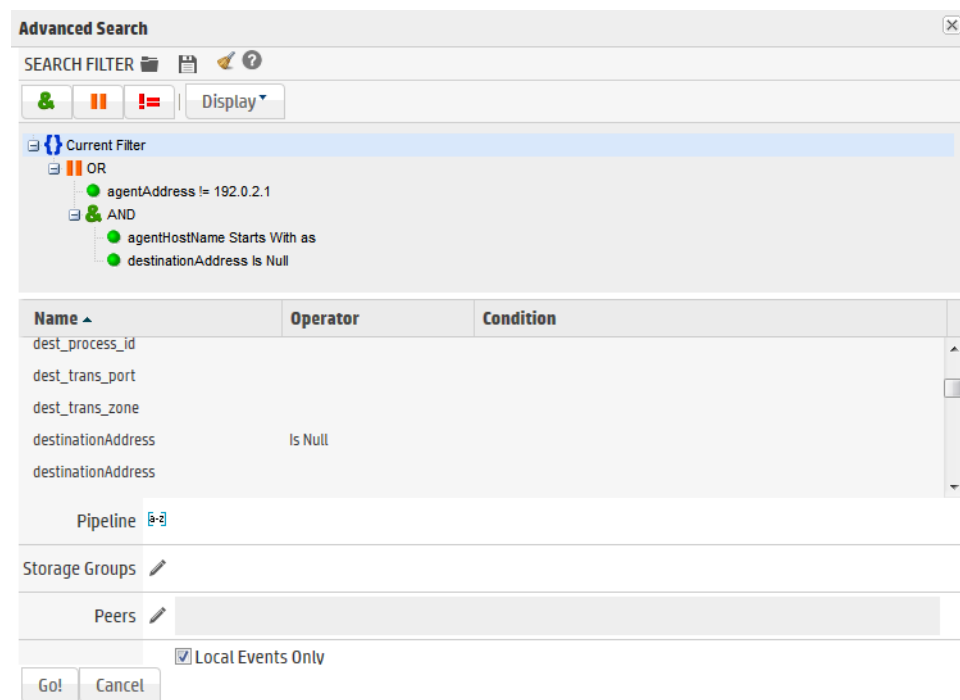 Advanced Search
SEARCH FILTER
& != | Display
{} Current Filter
OR
agentAddress != 192.0.2.1
& AND
agentHostName Starts With as
destinationAddress Is Null
Name Operator Condition
dest_process_id
dest_trans_port
dest_trans_zone
destinationAddress Is Null
destinationAddress
Pipeline [a-z]
Storage Groups
Peers
Local Events Only
Go! Cancel